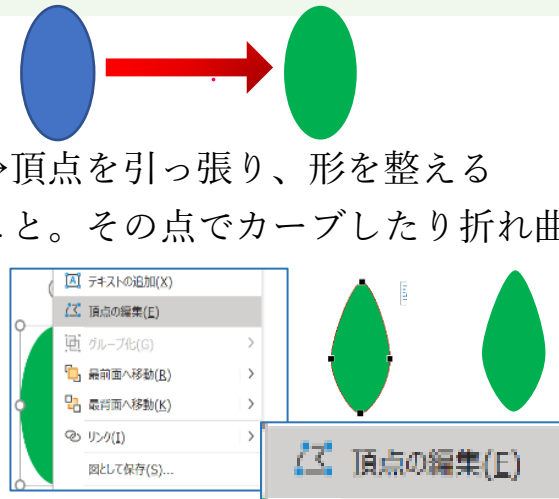 頂点を引っ張り、形を整える
こと。その点でカーブしたり折れ曲
テキストの追加(X)
頂点の編集(E)
グループ化(G)
最前面へ移動(R)
最背面へ移動(K)
リンク(I)
図として保存(S)...
頂点の編集(E)